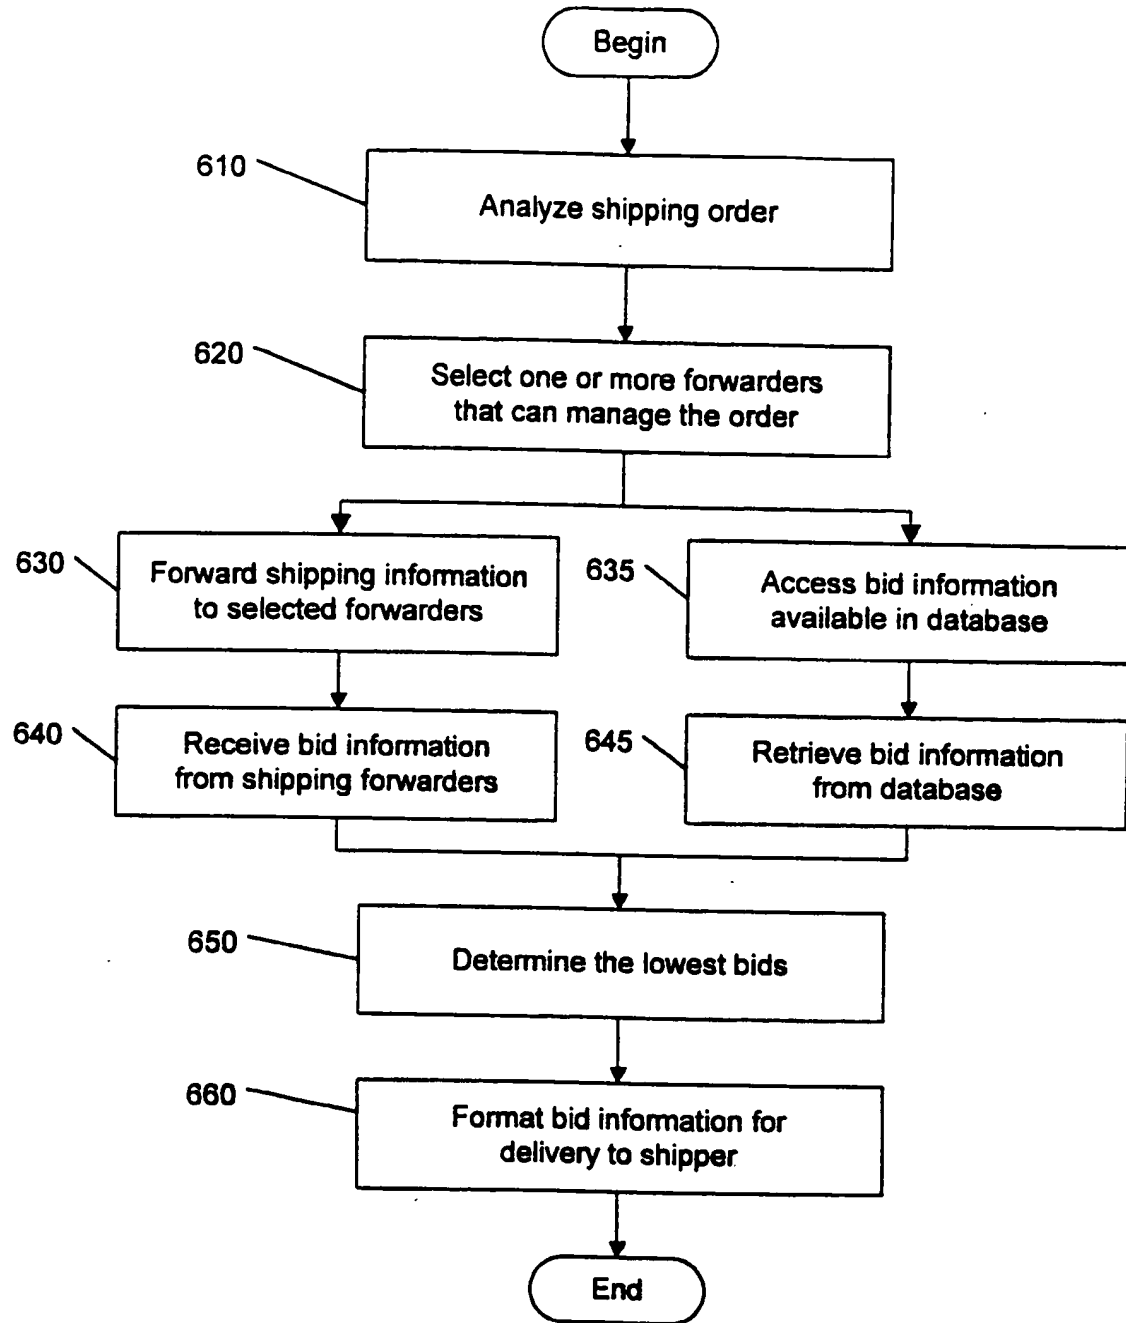 Begin
610
Analyze shipping order
620
Select one or more forwarders
that can manage the order
630
Forward shipping information
to selected forwarders
635
Access bid information
available in database
640
Receive bid information
from shipping forwarders
645
Retrieve bid information
from database
650
Determine the lowest bids
660
Format bid information for
delivery to shipper
End